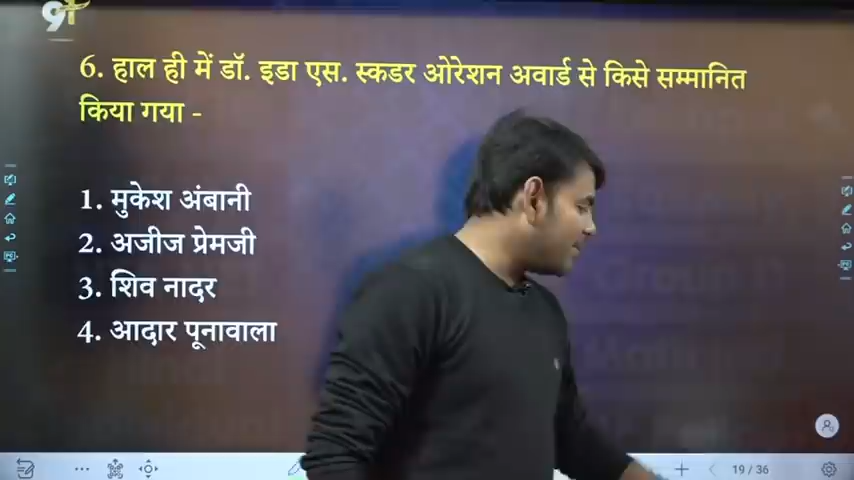 6. हाल ही में डॉ. इडा एस. स्कडर ओरेशन अवार्ड से किसे सम्मानित
किया गया -
1. मुकेश अंबानी
2. अजीज प्रेमजी
3. शिव नादर
4. आदार पूनावाला
19 / 36